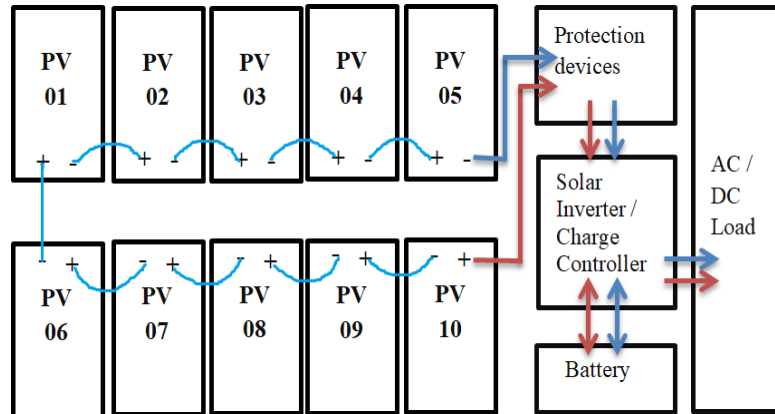 PV
01
PV
02
PV
03
PV
04
PV
05
+ - + - + - + - + -
- + - + - + - + - +
PV
06
PV
07
PV
08
PV
09
PV
10
Protection
devices
Solar
Inverter /
Charge
Controller
Battery
AC /
DC
Load